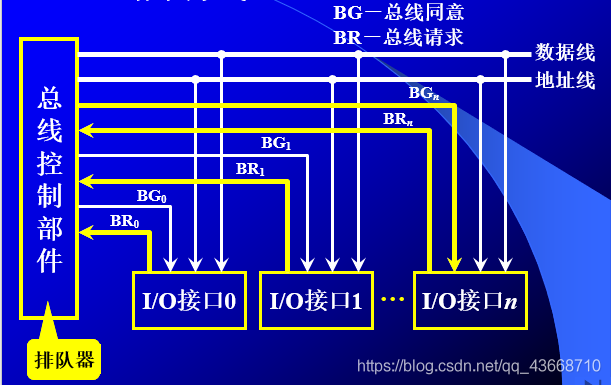 BG－总线同意
BR－总线请求
数据线
地址线
BGn
BRn
BG1
BR1
BG0
BR0
总线控制部件
I/O接口0
I/O接口1
…
I/O接口n
排队器
https://blog.csdn.net/qq_43668710